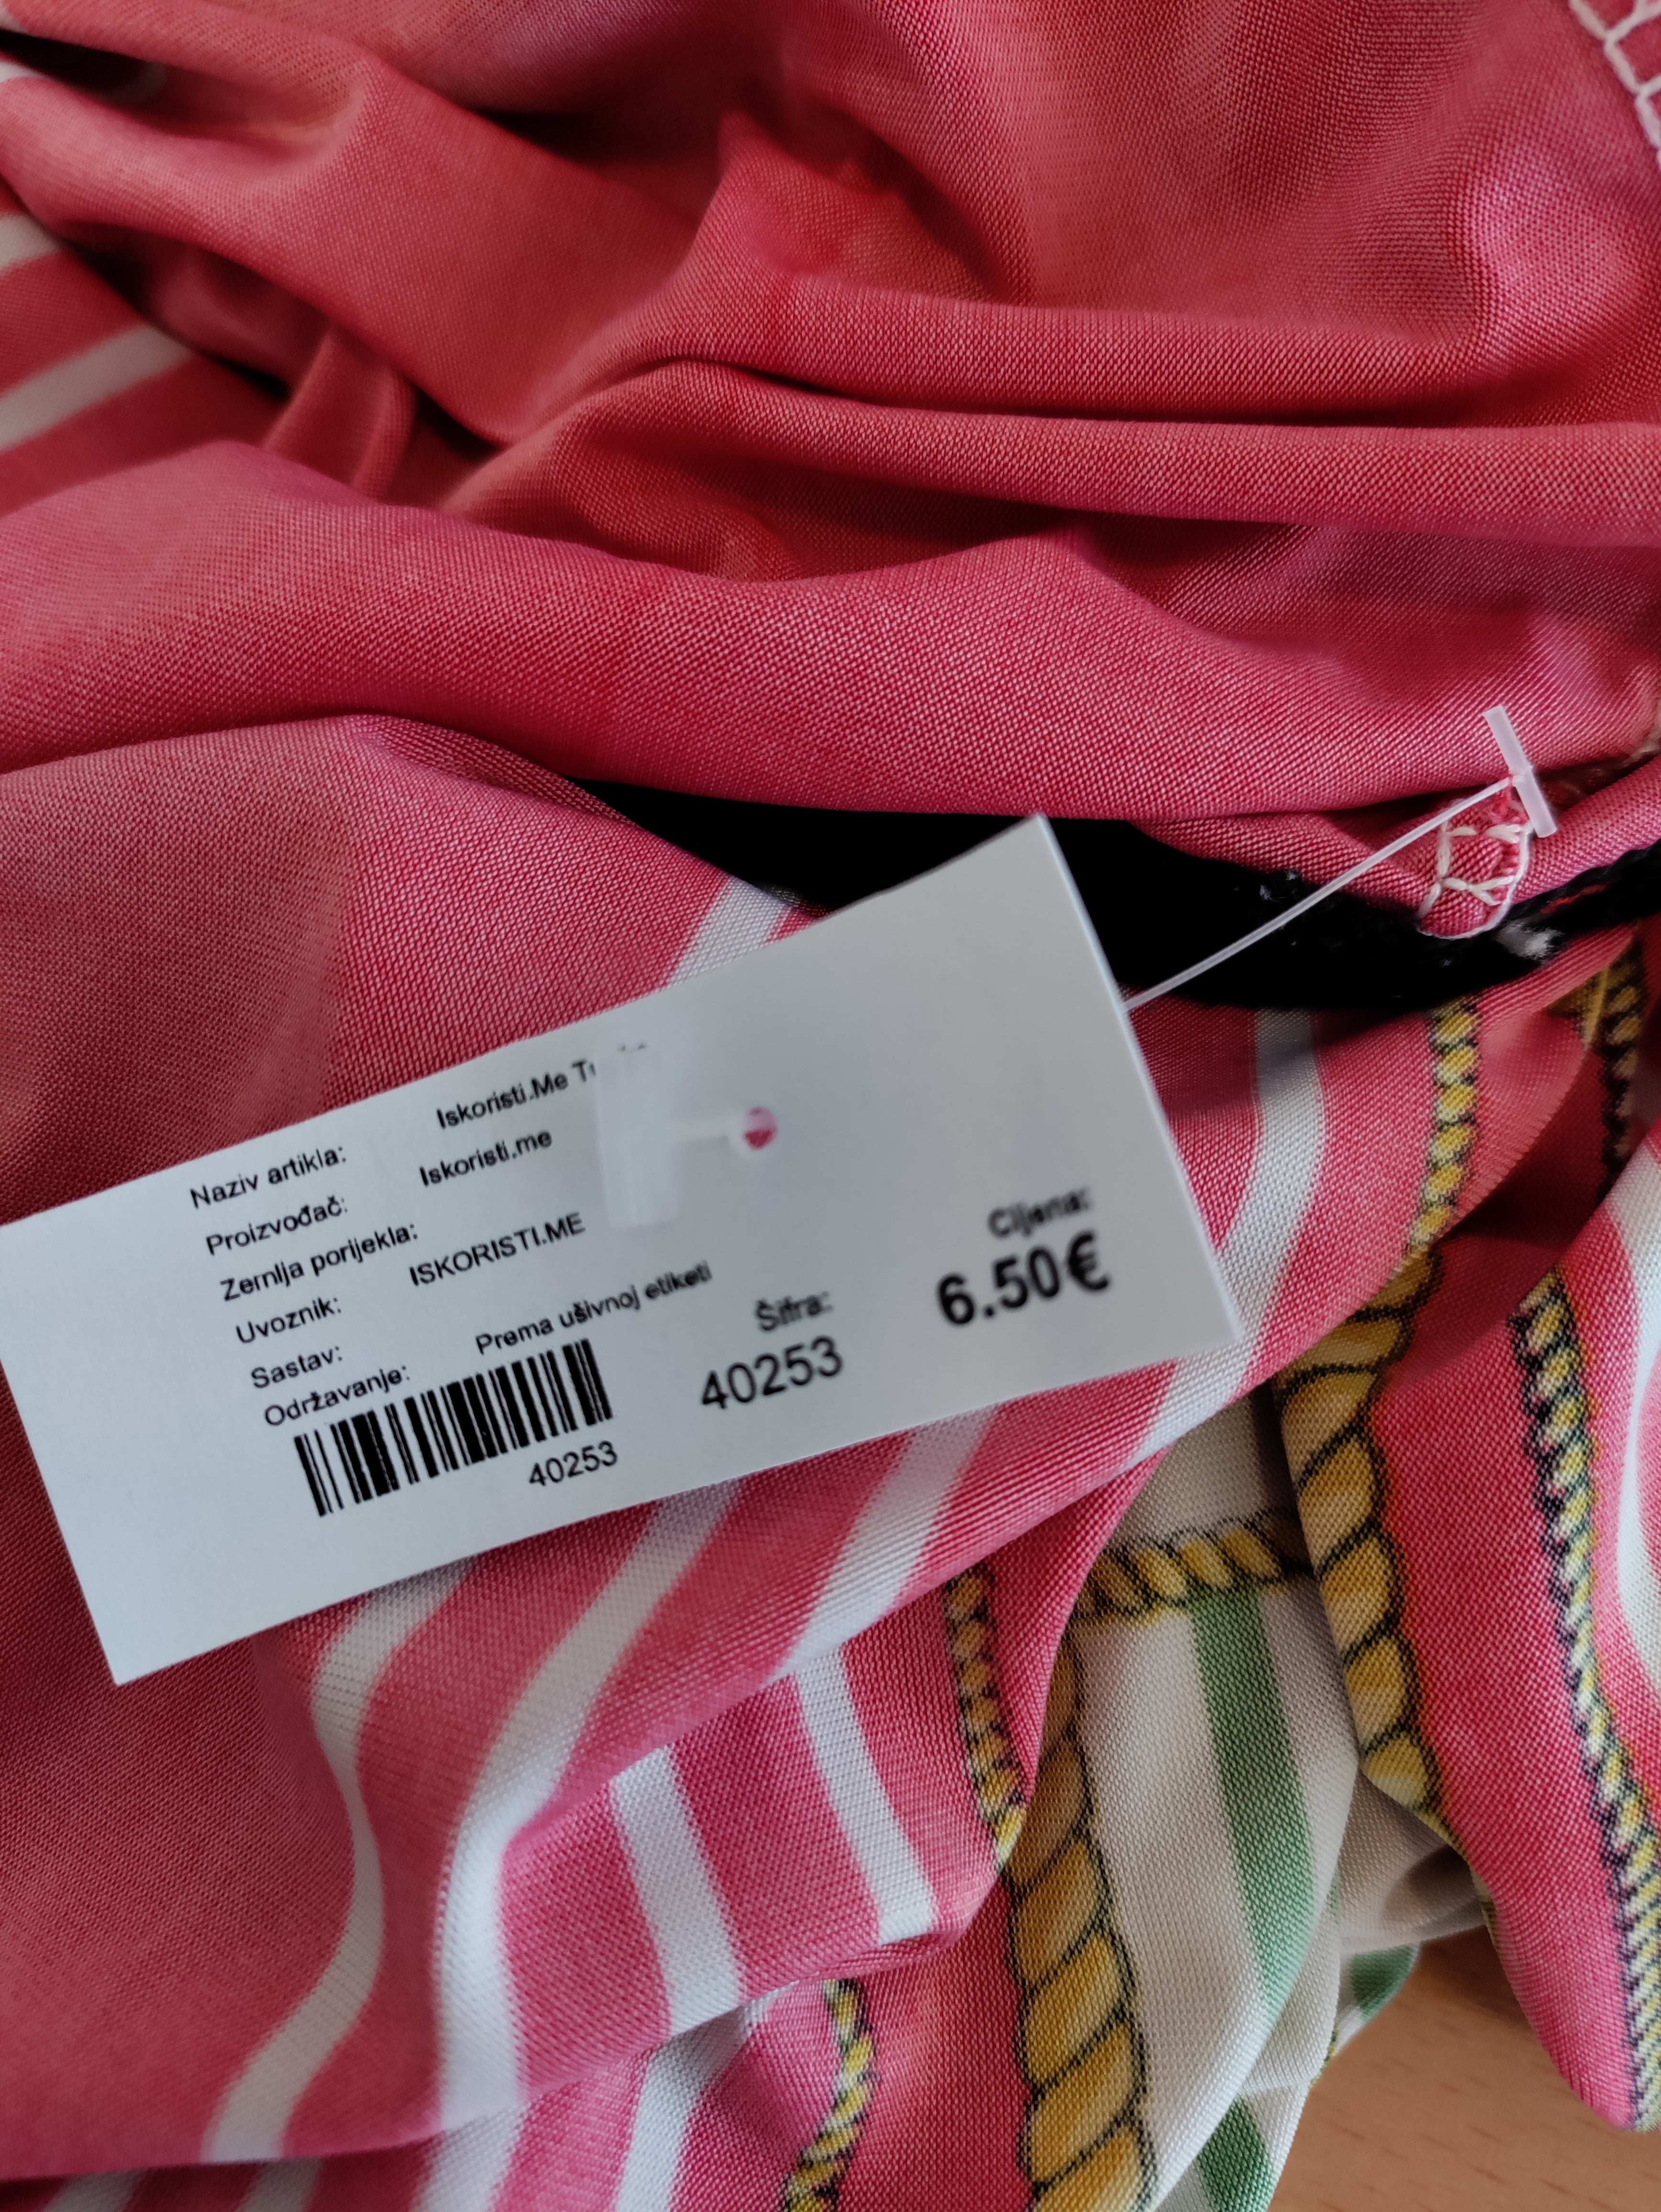 Naziv artikla: Iskoristi.Me
Proizvođač: Iskoristi.me
Zemlja porijekla:
Uvoznik: ISKORISTI.ME
Sastav:
Održavanje: Prema ušivnoj etiketi
40253
Šifra:
40253
Cijena:
6.50€